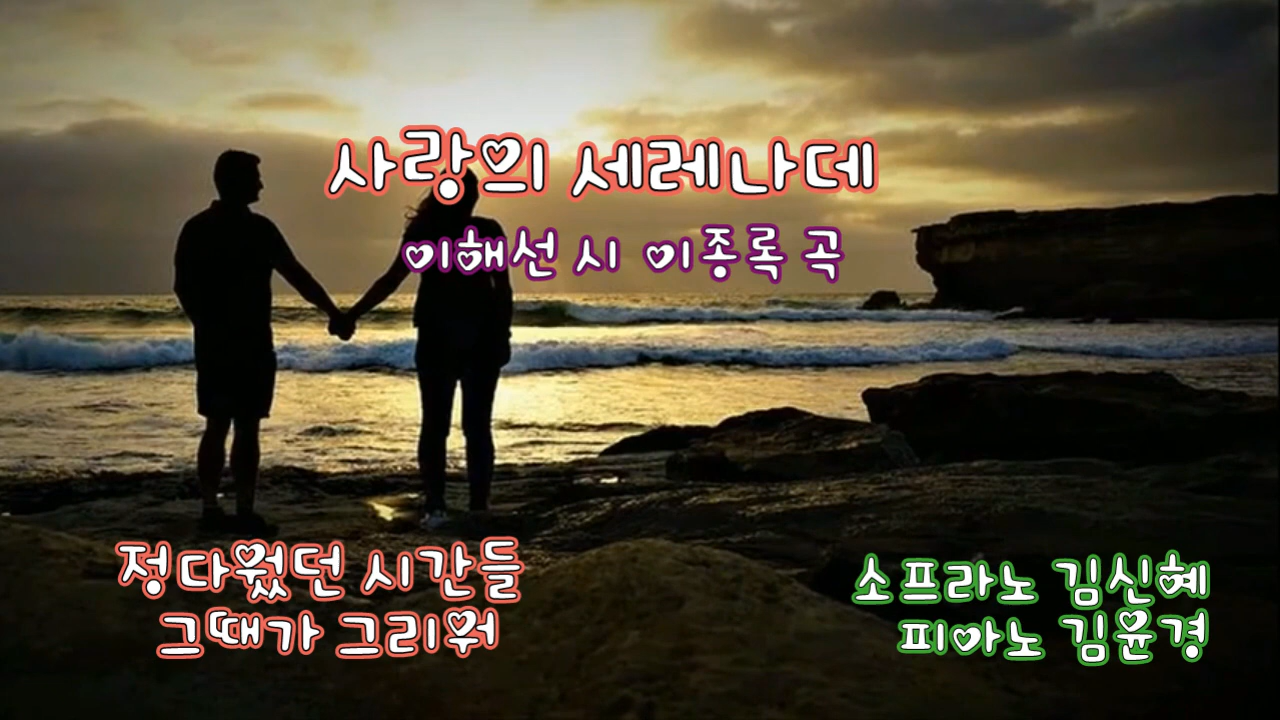 사랑의 세레나데
이해선 시 이종록 곡
정다웠던 시간들
그때가 그리워
소프라노 김신혜
피아노 김윤경